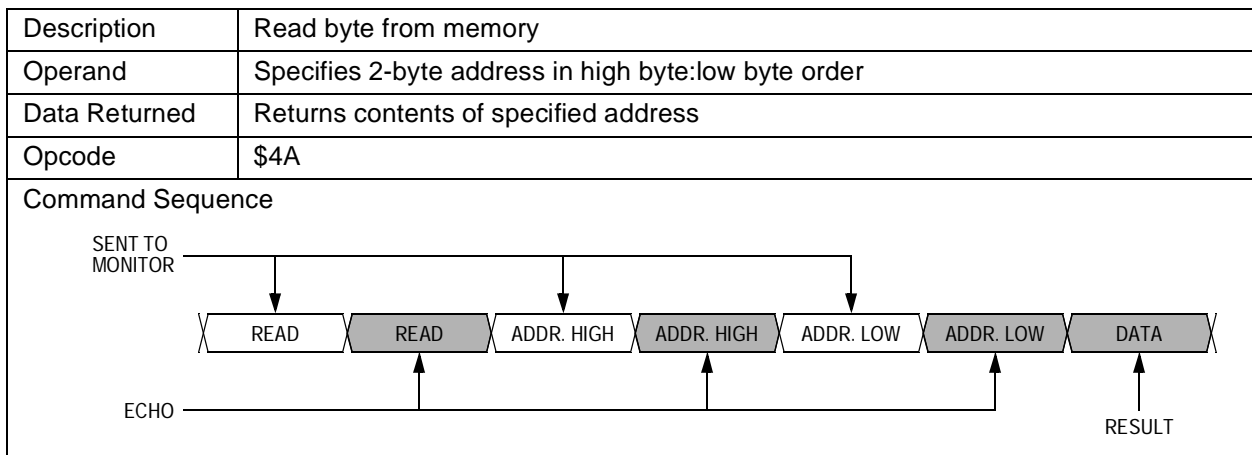 Description Read byte from memory
Operand Specifies 2-byte address in high byte:low byte order
Data Returned Returns contents of specified address
Opcode $4A
Command Sequence
SENT TO
MONITOR
READ READ ADDR. HIGH ADDR. HIGH ADDR. LOW ADDR. LOW DATA
ECHO
RESULT